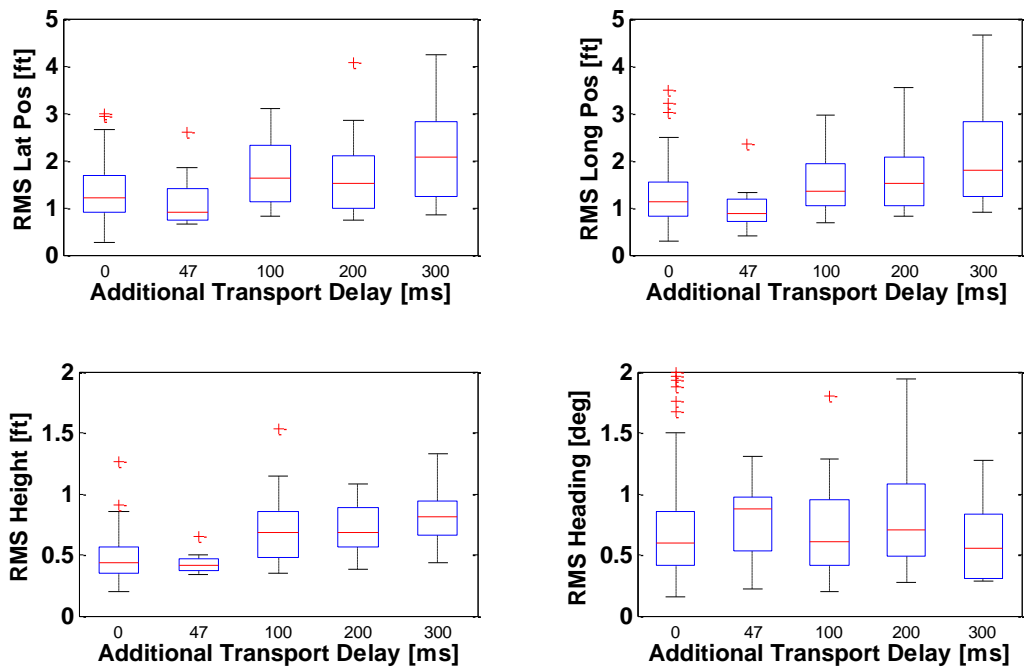 5
4
3
2
1
0
RMS Lat Pos [ft]
0 47 100 200 300
Additional Transport Delay [ms]
5
4
3
2
1
0
RMS Long Pos [ft]
0 47 100 200 300
Additional Transport Delay [ms]
2
1.5
1
0.5
0
RMS Height [ft]
0 47 100 200 300
Additional Transport Delay [ms]
2
1.5
1
0.5
0
RMS Heading [deg]
0 47 100 200 300
Additional Transport Delay [ms]